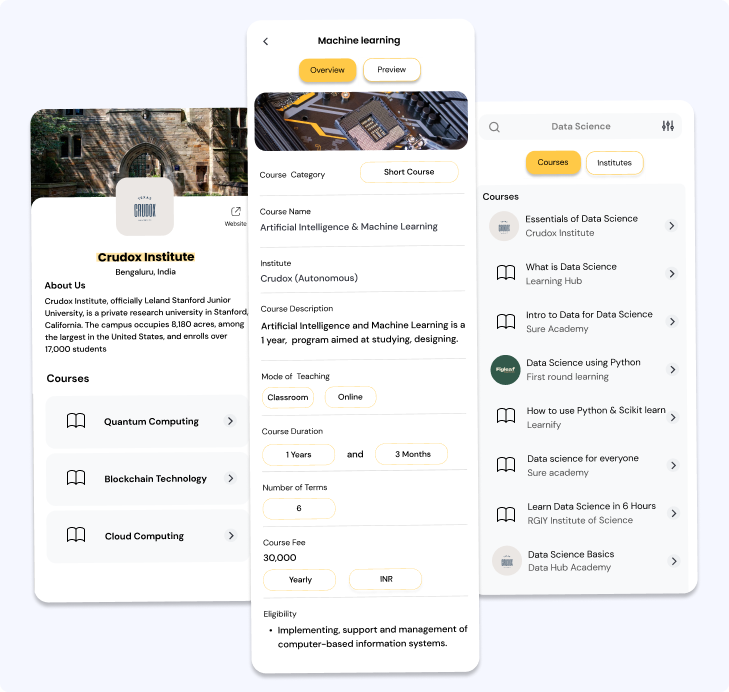 TEXAS
CRUDOX
Website
Crudox Institute
Bengaluru, India
About Us
Crudox Institute, officially Leland Stanford Junior
University, is a private research university in Stanford,
California. The campus occupies 8,180 acres, among
the largest in the United States, and enrolls over
17,000 students
Courses
Quantum Computing
Blockchain Technology
Cloud Computing
Machine learning
Overview
Preview
Course Category
Short Course
Course Name
Artificial Intelligence & Machine Learning
Institute
Crudox (Autonomous)
Course Description
Artificial Intelligence and Machine Learning is a
1 year, program aimed at studying, designing.
Mode of Teaching
Classroom
Online
Course Duration
1 Years
and
3 Months
Number of Terms
6
Course Fee
30,000
Yearly
INR
Eligibility
• Implementing, support and management of
computer-based information systems.
Data Science
Courses
Institutes
Courses
Essentials of Data Science
Crudox Institute
What is Data Science
Learning Hub
Intro to Data for Data Science
Sure Academy
Data Science using Python
First round learning
How to use Python & Scikit learn
Learnify
Data science for everyone
Sure academy
Learn Data Science in 6 Hours
RGIY Institute of Science
Data Science Basics
Data Hub Academy